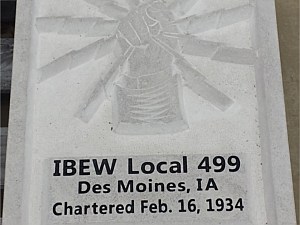 IBEW Local 499
Des Moines, IA
Chartered Feb. 16, 1934